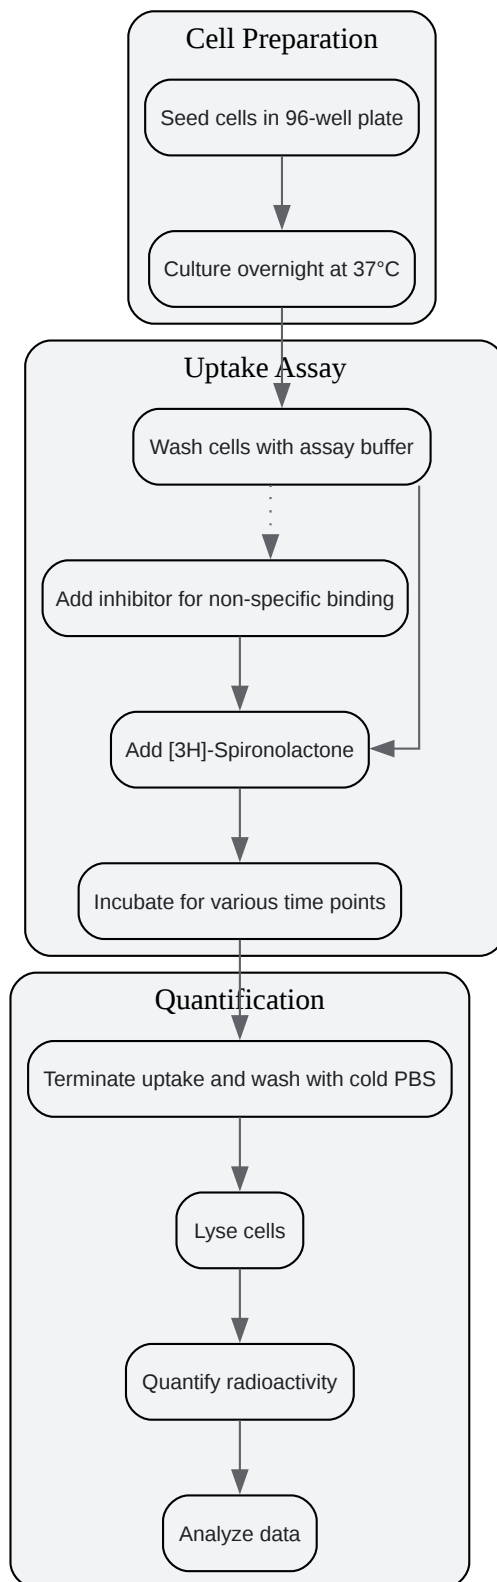 Cell Preparation
Seed cells in 96-well plate
Culture overnight at 37°C
Uptake Assay
Wash cells with assay buffer
Add inhibitor for non-specific binding
Add [3H]-Spironolactone
Incubate for various time points
Quantification
Terminate uptake and wash with cold PBS
Lyse cells
Quantify radioactivity
Analyze data